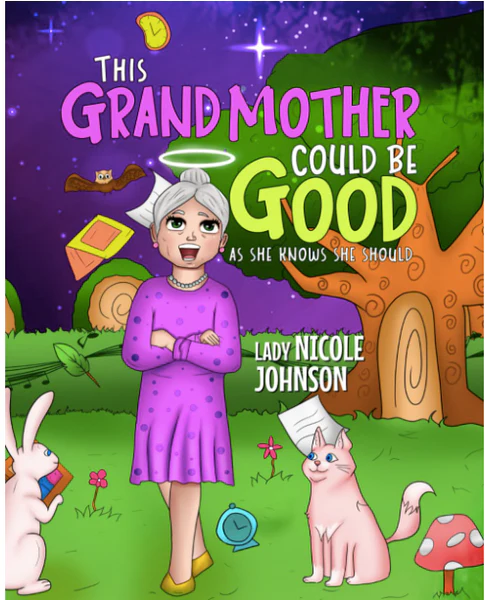 THIS
GRANDMOTHER
COULD BE
GOOD
AS SHE KNOWS SHE SHOULD
LADY NICOLE
JOHNSON